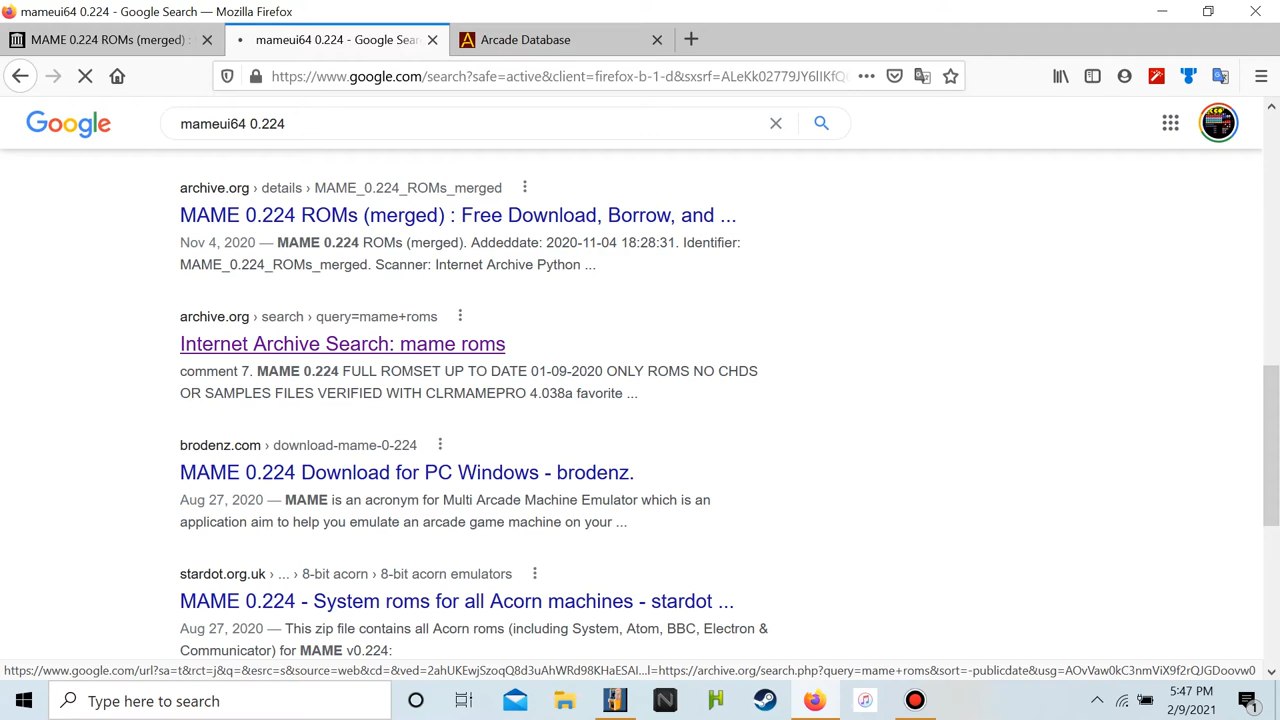 mameui64 0.224 - Google Search — Mozilla Firefox
MAME 0.224 ROMs (merged) :
mameui64 0.224 - Google Sear
Arcade Database
https://www.google.com/search?safe=active&client=firefox-b-1-d&sxsrf=
Google
mameui64 0.224
archive.org › details › MAME_0.224_ROMs_merged
MAME 0.224 ROMs (merged) : Free Download, Borrow, and ...
Nov 4, 2020 — MAME 0.224 ROMs (merged). Addeddate: 2020-11-04 18:28:31. Identifier:
MAME_0.224_ROMs_merged. Scanner: Internet Archive Python ...
archive.org › search › query=mame+roms
Internet Archive Search: mame roms
comment 7. MAME 0.224 FULL ROMSET UP TO DATE 01-09-2020 ONLY ROMS NO CHDS
OR SAMPLES FILES VERIFIED WITH CLRMAMEPRO 4.038a favorite ...
brodenz.com › download-mame-0-224
MAME 0.224 Download for PC Windows - brodenz.
Aug 27, 2020 — MAME is an acronym for Multi Arcade Machine Emulator which is an
application aim to help you emulate an arcade game machine on your ...
stardot.org.uk › ... › 8-bit acorn › 8-bit acorn emulators
MAME 0.224 - System roms for all Acorn machines - stardot ...
Aug 27, 2020 — This zip file contains all Acorn roms (including System, Atom, BBC, Electron &
Communicator) for MAME v0.224:
https://www.google.com/url?sa=t&rct=j&q=&esrc=s&source=web&cd=&ved=2ahUKEwjSzoqQ8d3uAhWRd98KHaESAI...l=https://archive.org/search.php?query=mame+roms&sort=-publicdate&usg=AOvVaw0kC3nmViX9f2rQJGDoovw0
Type here to search
5:47 PM
2/9/2021
1